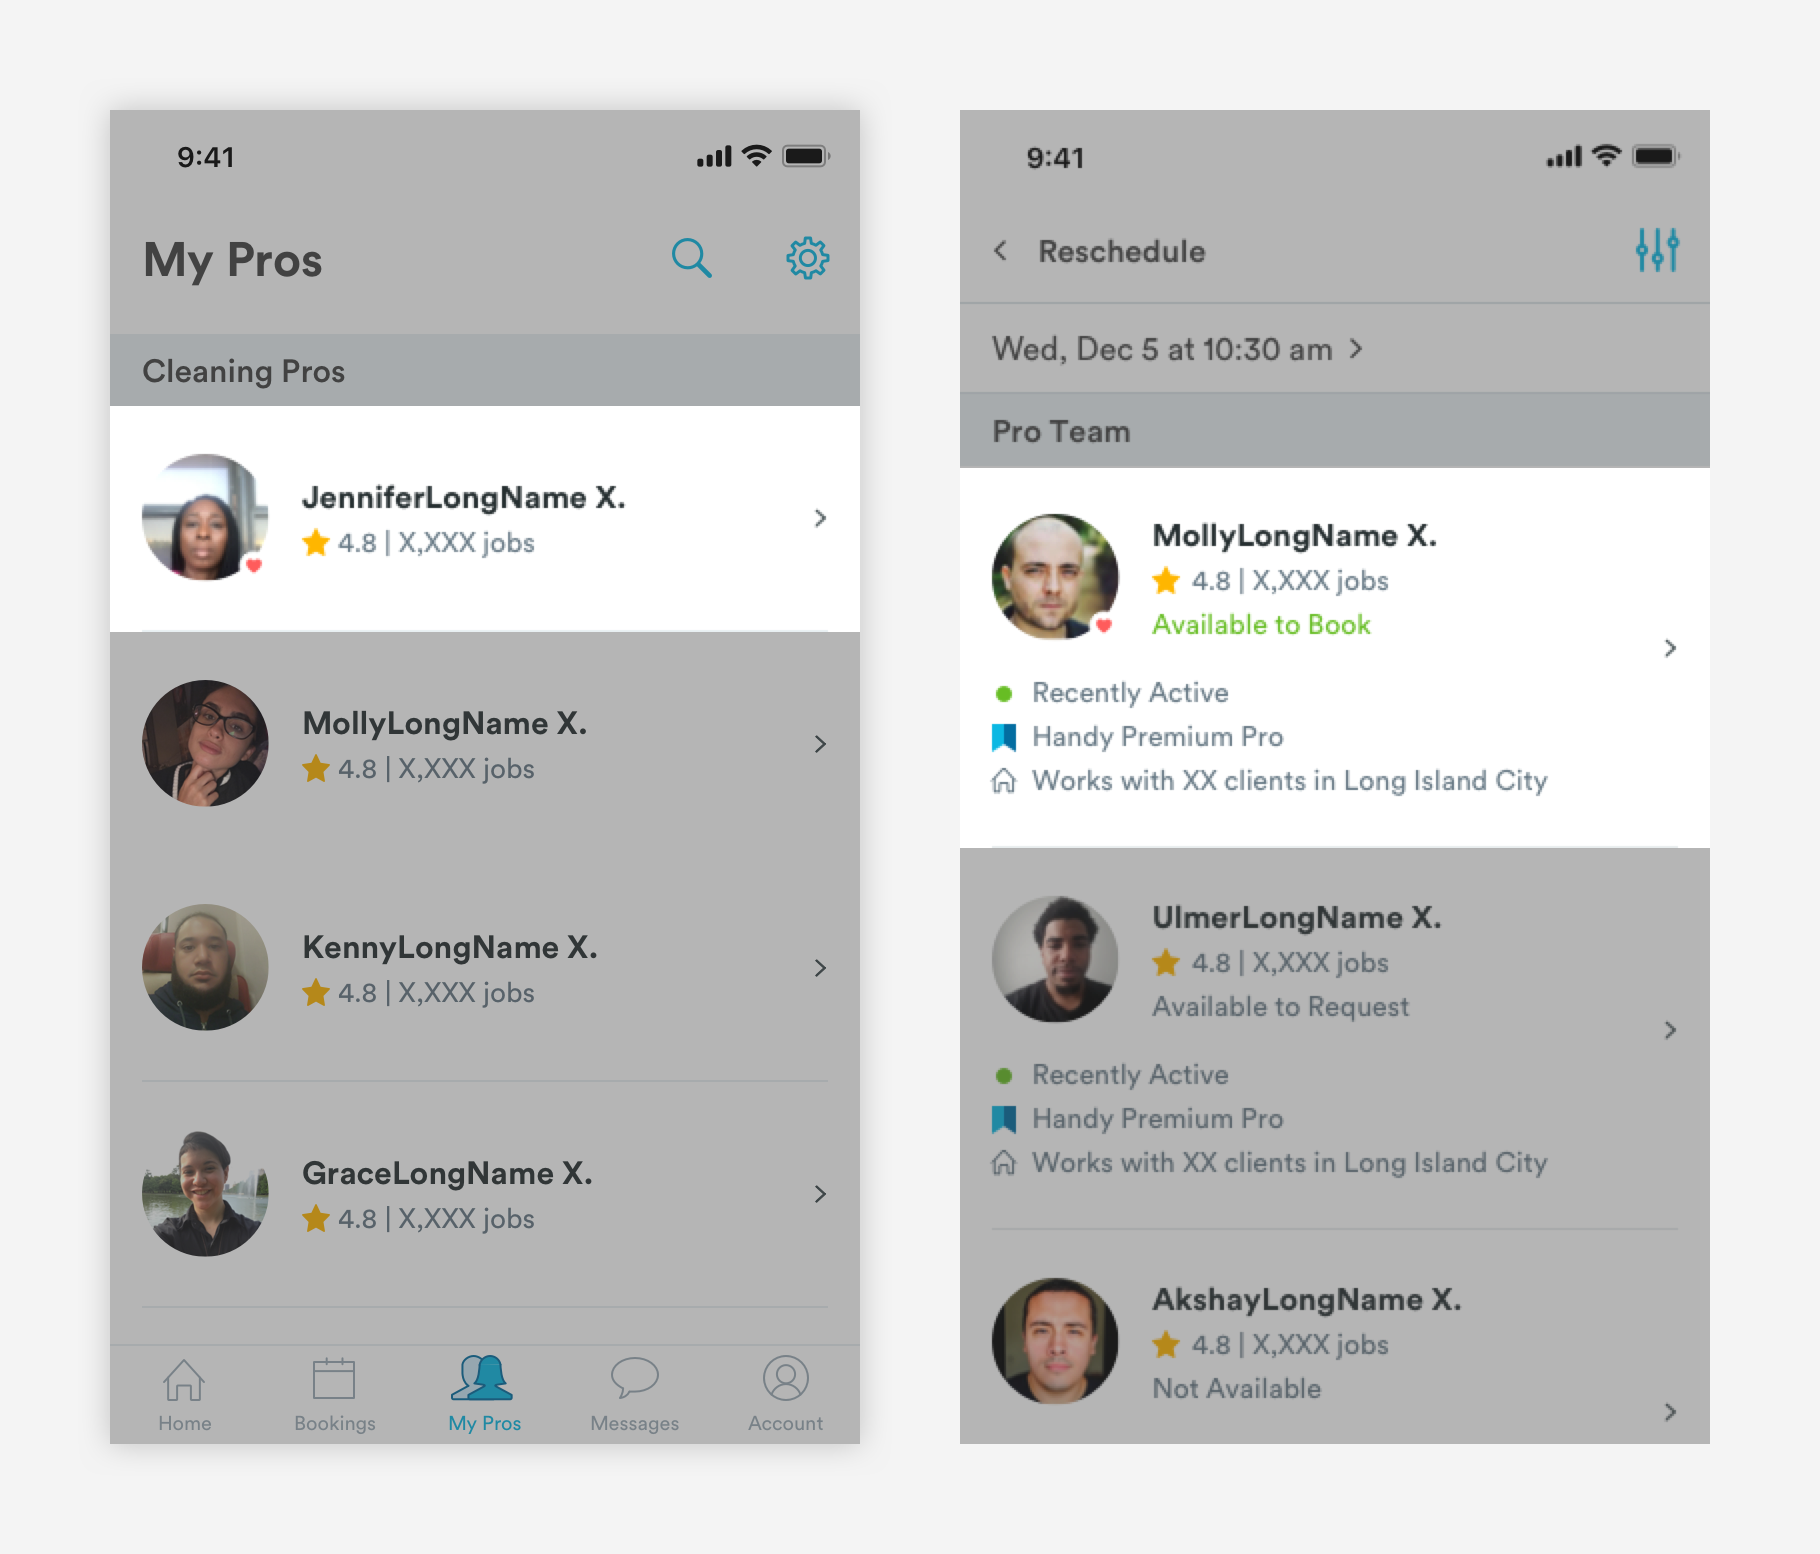 9:41
My Pros
Cleaning Pros
JenniferLongName X.
4.8 | X,XXX jobs
MollyLongName X.
4.8 | X,XXX jobs
KennyLongName X.
4.8 | X,XXX jobs
GraceLongName X.
4.8 | X,XXX jobs
Home
Bookings
My Pros
Messages
Account
9:41
Reschedule
Wed, Dec 5 at 10:30 am
Pro Team
MollyLongName X.
4.8 | X,XXX jobs
Available to Book
Recently Active
Handy Premium Pro
Works with XX clients in Long Island City
UlmerLongName X.
4.8 | X,XXX jobs
Available to Request
Recently Active
Handy Premium Pro
Works with XX clients in Long Island City
AkshayLongName X.
4.8 | X,XXX jobs
Not Available